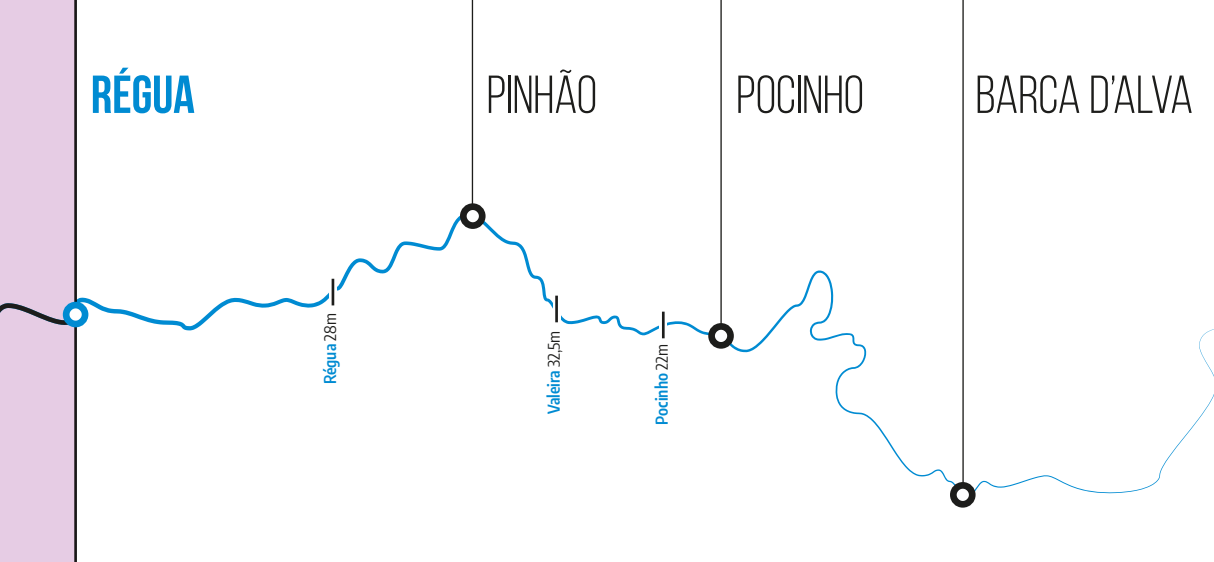 RÉGUA
PINHÃO
POCINHO
BARCA D'ALVA
Régua 28m
Valeira 32,5m
Pocinho 22m